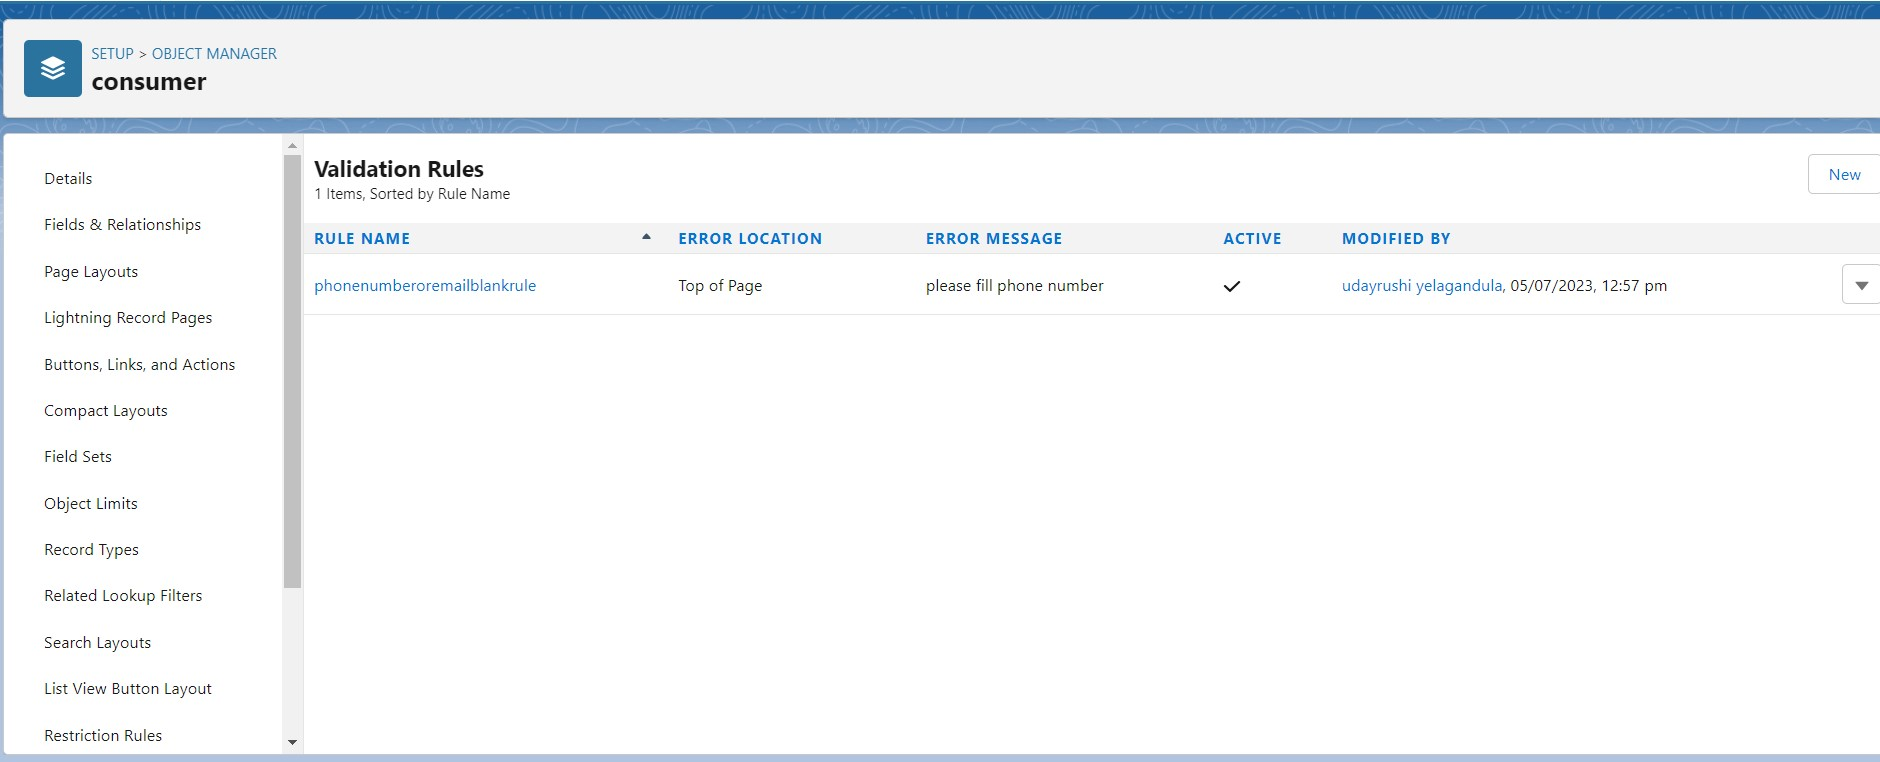 SETUP > OBJECT MANAGER
consumer
Details
Fields & Relationships
Page Layouts
Lightning Record Pages
Buttons, Links, and Actions
Compact Layouts
Field Sets
Object Limits
Record Types
Related Lookup Filters
Search Layouts
List View Button Layout
Restriction Rules
Validation Rules
1 Items, Sorted by Rule Name
New
RULE NAME ERROR LOCATION ERROR MESSAGE ACTIVE MODIFIED BY
phonenumberoremailblankrule Top of Page please fill phone number udayrushi yelagandula, 05/07/2023, 12:57 pm